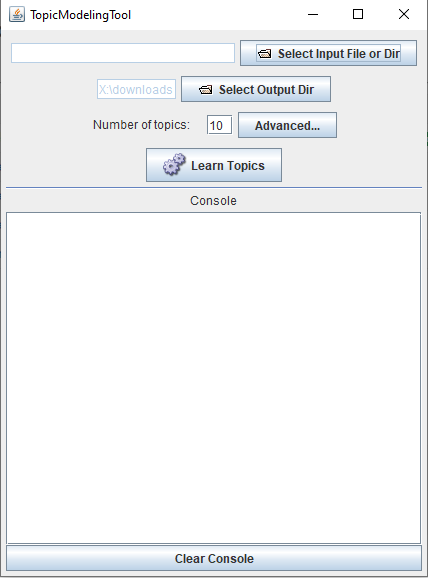 TopicModelingTool
Select Input File or Dir
X:\downloads Select Output Dir
Number of topics: 10 Advanced...
Learn Topics
Console
Clear Console